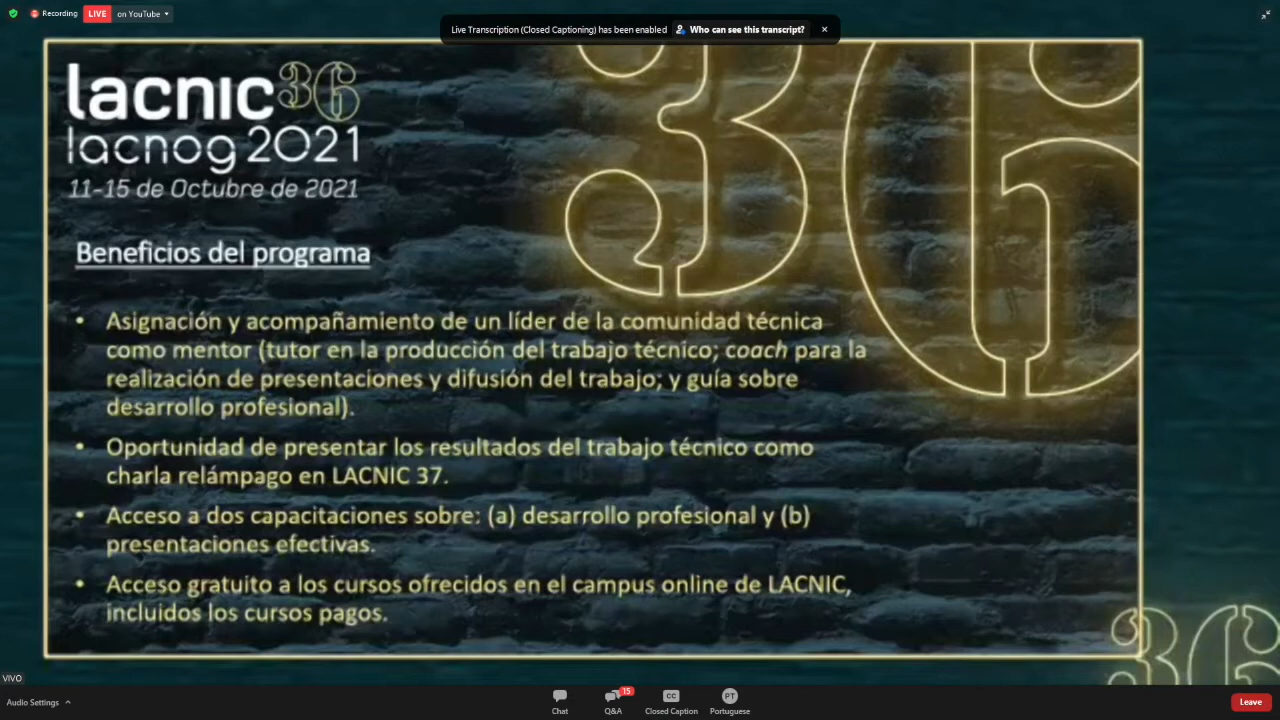 Recording
LIVE
on YouTube
Live Transcription (Closed Captioning) has been enabled
Who can see this transcript?
lacnic36
lacnog 2021
11-15 de Octubre de 2021
36
Beneficios del programa
• Asignación y acompañamiento de un líder de la comunidad técnica
como mentor (tutor en la producción del trabajo técnico; coach para la
realización de presentaciones y difusión del trabajo; y guía sobre
desarrollo profesional).
• Oportunidad de presentar los resultados del trabajo técnico como
charla relámpago en LACNIC 37.
• Acceso a dos capacitaciones sobre: (a) desarrollo profesional y (b)
presentaciones efectivas.
• Acceso gratuito a los cursos ofrecidos en el campus online de LACNIC,
incluidos los cursos pagos.
36
VIVO
Audio Settings
Chat
15
Q&A
CC
Closed Caption
PT
Portuguese
Leave